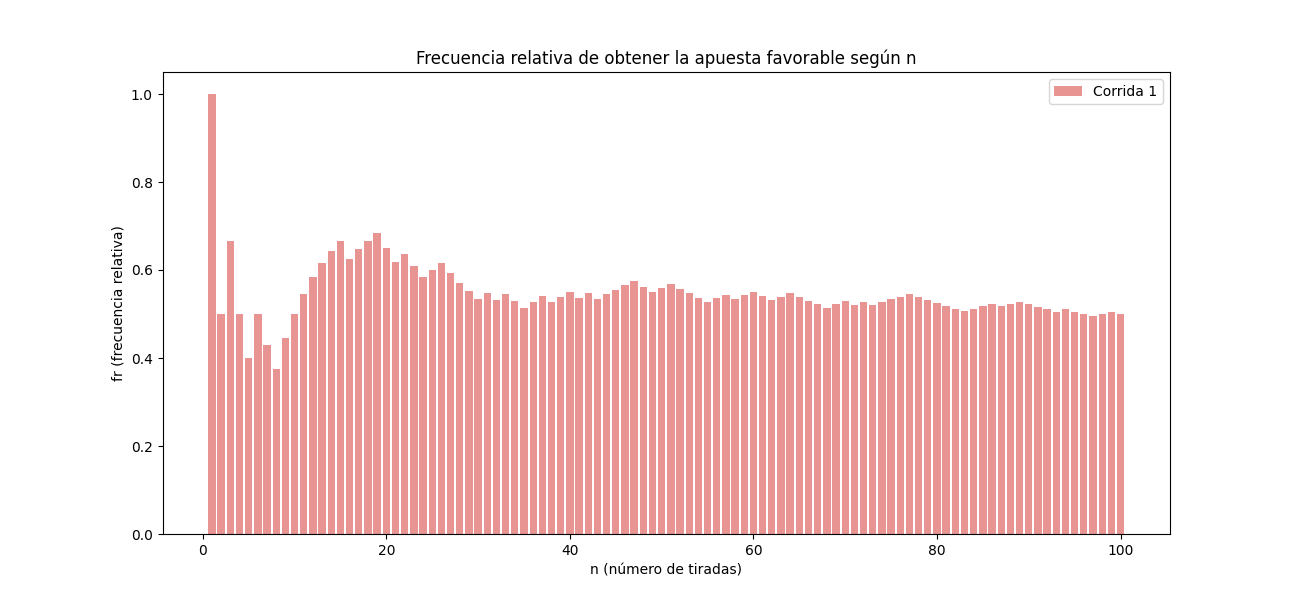 Frecuencia relativa de obtener la apuesta favorable según n
Corrida 1
fr (frecuencia relativa)
1.0
0.8
0.6
0.4
0.2
0.0
0 20 40 60 80 100
n (número de tiradas)